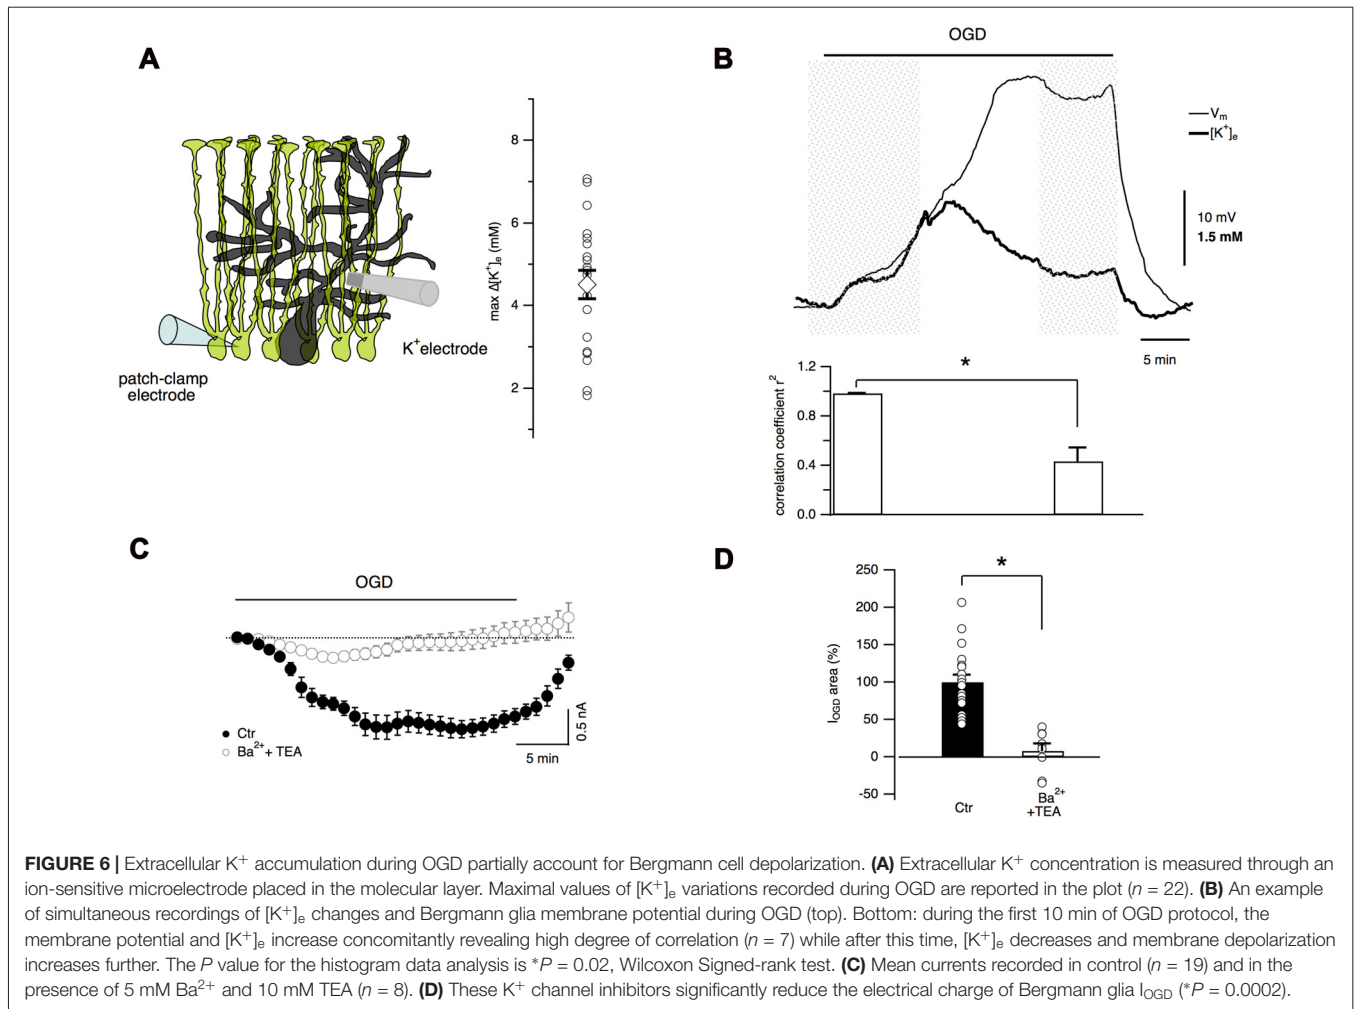 A
8
6
4
2
max Δ[K+]e (mM)
K+electrode
patch-clamp
electrode
B
OGD
Vm
[K+]e
10 mV
1.5 mM
5 min
*
1.2
0.8
0.4
0.0
correlation coefficient r2
C
OGD
Ctr
Ba2+ + TEA
0.5 nA
5 min
D
*
250
200
150
100
50
0
-50
IOGD area (%)
Ctr
Ba2+
+TEA
FIGURE 6 | Extracellular K+ accumulation during OGD partially account for Bergmann cell depolarization. (A) Extracellular K+ concentration is measured through an
ion-sensitive microelectrode placed in the molecular layer. Maximal values of [K+]e variations recorded during OGD are reported in the plot (n = 22). (B) An example
of simultaneous recordings of [K+]e changes and Bergmann glia membrane potential during OGD (top). Bottom: during the first 10 min of OGD protocol, the
membrane potential and [K+]e increase concomitantly revealing high degree of correlation (n = 7) while after this time, [K+]e decreases and membrane depolarization
increases further. The P value for the histogram data analysis is *P = 0.02, Wilcoxon Signed-rank test. (C) Mean currents recorded in control (n = 19) and in the
presence of 5 mM Ba2+ and 10 mM TEA (n = 8). (D) These K+ channel inhibitors significantly reduce the electrical charge of Bergmann glia IOGD (*P = 0.0002).